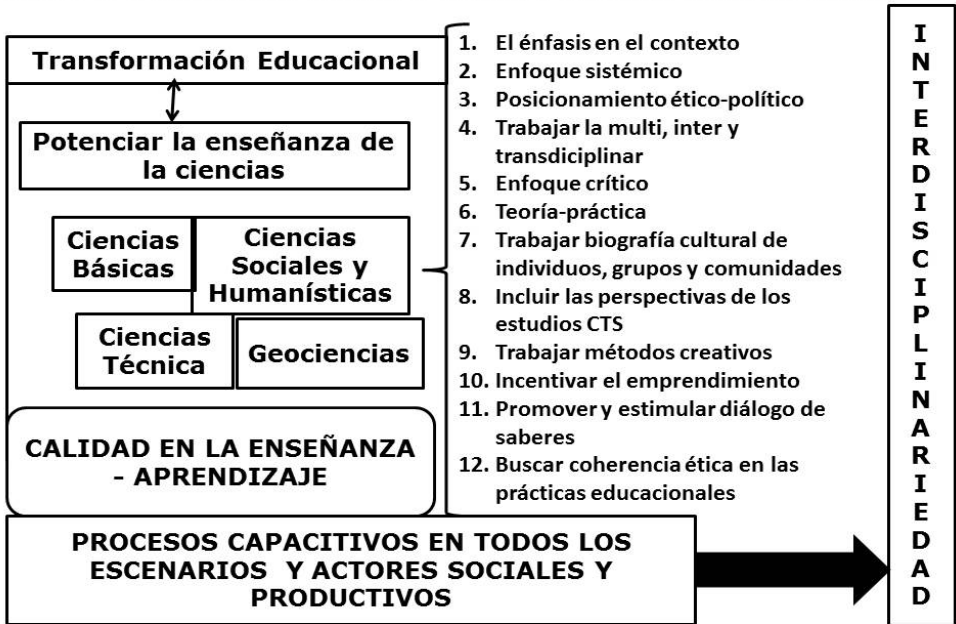 Transformación Educacional
Potenciar la enseñanza de
la ciencias
Ciencias
Básicas
Ciencias
Sociales y
Humanísticas
Ciencias
Técnica
Geociencias
CALIDAD EN LA ENSEÑANZA
- APRENDIZAJE
PROCESOS CAPACITIVOS EN TODOS LOS
ESCENARIOS Y ACTORES SOCIALES Y
PRODUCTIVOS
1. El énfasis en el contexto
2. Enfoque sistémico
3. Posicionamiento ético-político
4. Trabajar la multi, inter y
transdiciplinar
5. Enfoque crítico
6. Teoría-práctica
7. Trabajar biografía cultural de
individuos, grupos y comunidades
8. Incluir las perspectivas de los
estudios CTS
9. Trabajar métodos creativos
10. Incentivar el emprendimiento
11. Promover y estimular diálogo de
saberes
12. Buscar coherencia ética en las
prácticas educacionales
INTERDISCIPLINARIEDAD